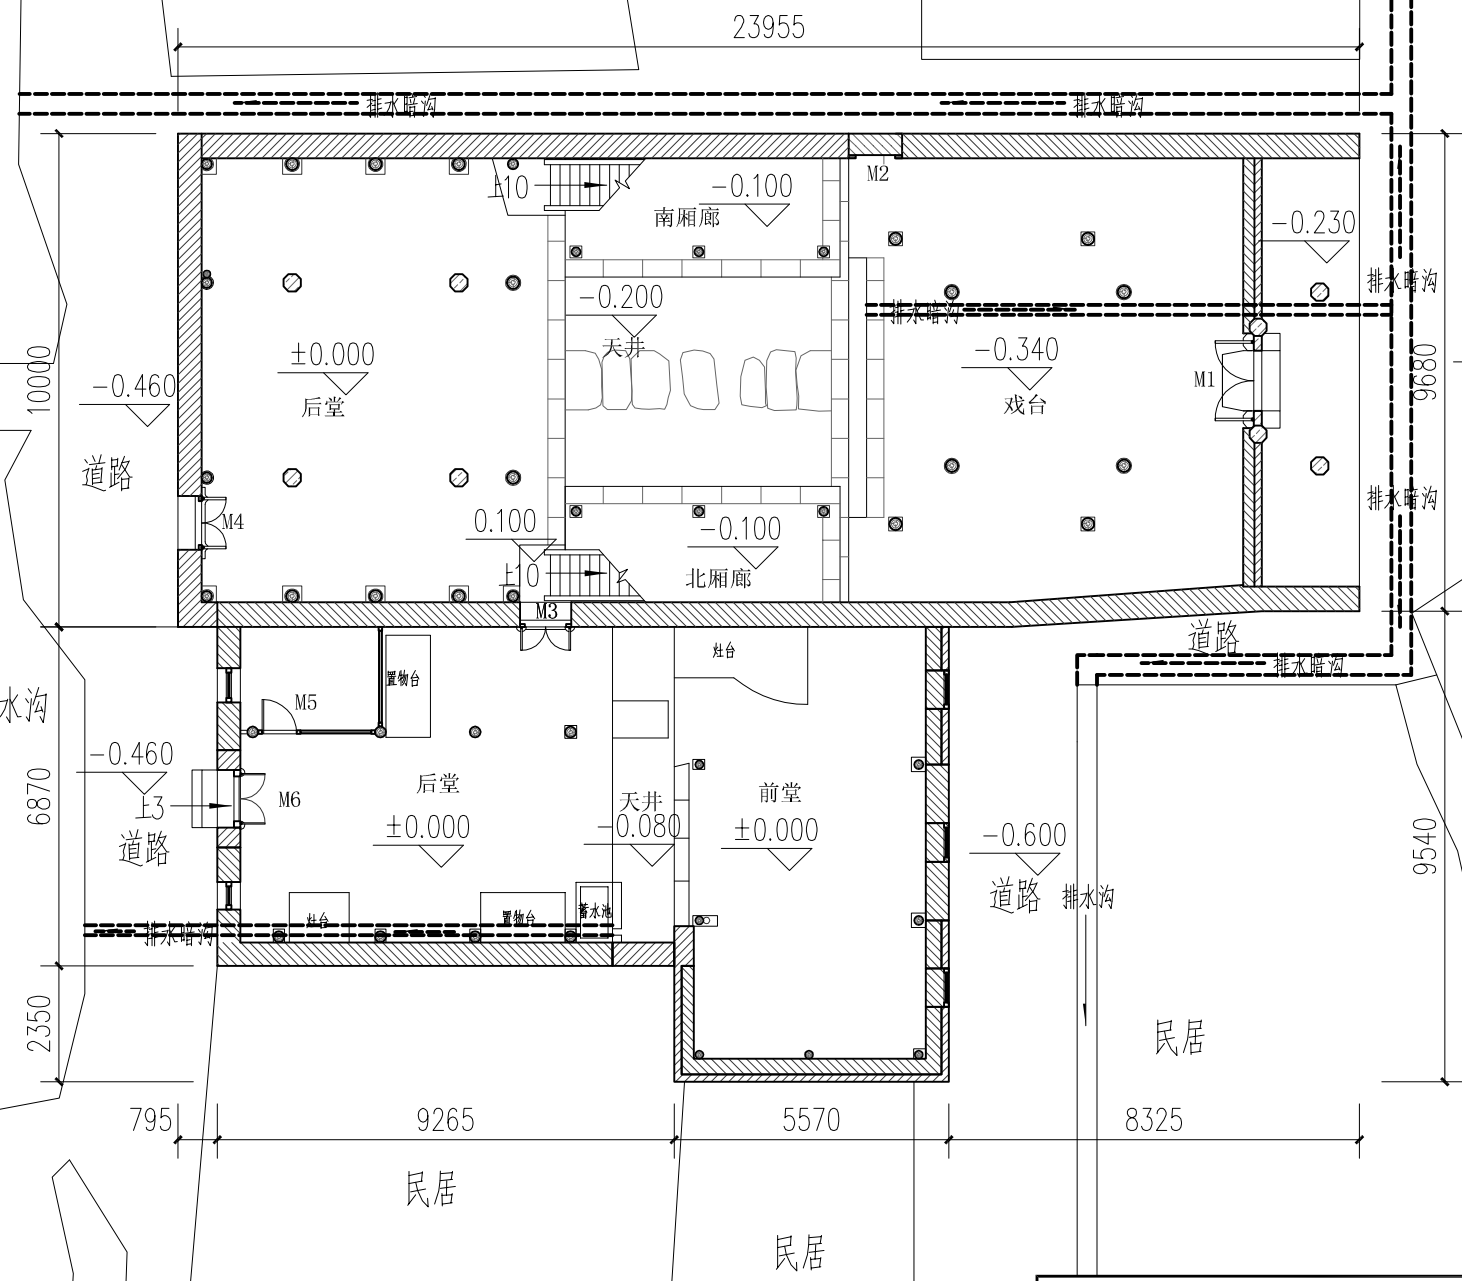 23955
排水暗沟
排水暗沟
M2
上10
-0.100
南厢廊
-0.230
排水暗沟
-0.200
天井
排水暗沟
±0.000
后堂
-0.340
戏台
M1
10000
-0.460
9680
道路
M4
0.100
-0.100
排水暗沟
上10
北厢廊
M3
道路
灶台
排水暗沟
置物台
M5
水沟
-0.460
上3
M6
后堂
±0.000
天井
-0.080
前堂
±0.000
-0.600
6870
道路
9540
道路
排水沟
灶台
置物台
蓄水池
排水暗沟
2350
民居
795
9265
5570
8325
民居
民居